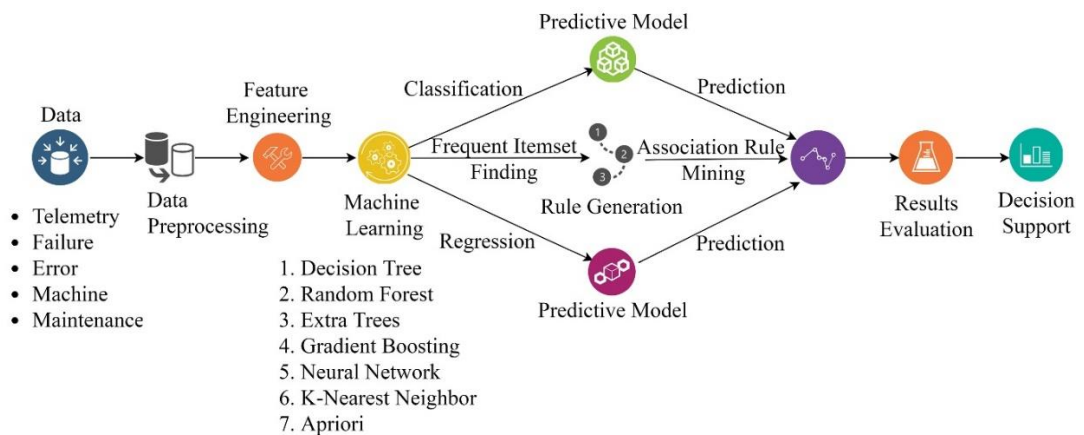 Predictive Model
Classification
Prediction
Feature
Engineering
Data
1
Frequent Itemset
Finding
2
Association Rule
Mining
3
Data
Preprocessing
Machine
Learning
Rule Generation
Results
Evaluation
Decision
Support
• Telemetry
• Failure
• Error
• Machine
• Maintenance
Regression
Prediction
Predictive Model
1. Decision Tree
2. Random Forest
3. Extra Trees
4. Gradient Boosting
5. Neural Network
6. K-Nearest Neighbor
7. Apriori